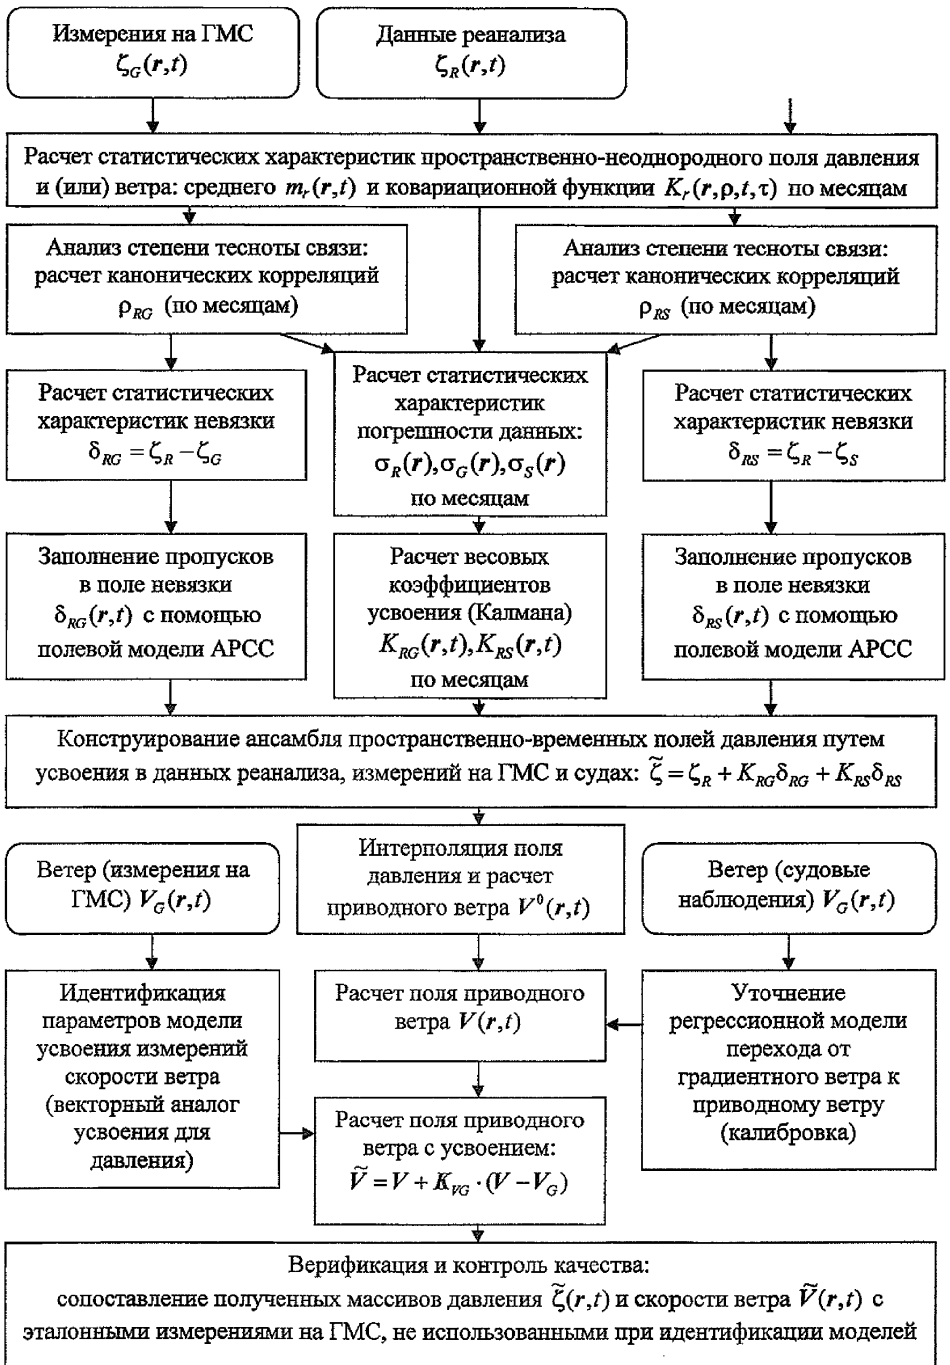 Измерения на ГМС
ζ_G(r,t)
Данные реанализа
ζ_R(r,t)
Расчет статистических характеристик пространственно-неоднородного поля давления
и (или) ветра: среднего m_r(r,t) и ковариационной функции K_r(r,ρ,t,τ) по месяцам
Анализ степени тесноты связи:
расчет канонических корреляций
ρ_RG (по месяцам)
Анализ степени тесноты связи:
расчет канонических корреляций
ρ_RS (по месяцам)
Расчет статистических
характеристик невязки
δ_RG = ζ_R − ζ_G
Расчет статистических
характеристик
погрешности данных:
σ_R(r),σ_G(r),σ_S(r)
по месяцам
Расчет статистических
характеристик невязки
δ_RS = ζ_R − ζ_S
Заполнение пропусков
в поле невязки
δ_RG(r,t) с помощью
полевой модели АРСС
Расчет весовых
коэффициентов
усвоения (Калмана)
K_RG(r,t),K_RS(r,t)
по месяцам
Заполнение пропусков
в поле невязки
δ_RS(r,t) с помощью
полевой модели АРСС
Конструирование ансамбля пространственно-временных полей давления путем
усвоения в данных реанализа, измерений на ГМС и судах: ζ̃ = ζ_R + K_RGδ_RG + K_RSδ_RS
Ветер (измерения на
ГМС) V_G(r,t)
Интерполяция поля
давления и расчет
приводного ветра V⁰(r,t)
Ветер (судовые
наблюдения) V_G(r,t)
Идентификация
параметров модели
усвоения измерений
скорости ветра
(векторный аналог
усвоения для
давления)
Расчет поля приводного
ветра V(r,t)
Уточнение
регрессионной модели
перехода от
градиентного ветра к
приводному ветру
(калибровка)
Расчет поля приводного
ветра с усвоением:
Ṽ = V + K_VG · (V − V_G)
Верификация и контроль качества:
сопоставление полученных массивов давления ζ̃(r,t) и скорости ветра Ṽ(r,t) с
эталонными измерениями на ГМС, не использованными при идентификации моделей